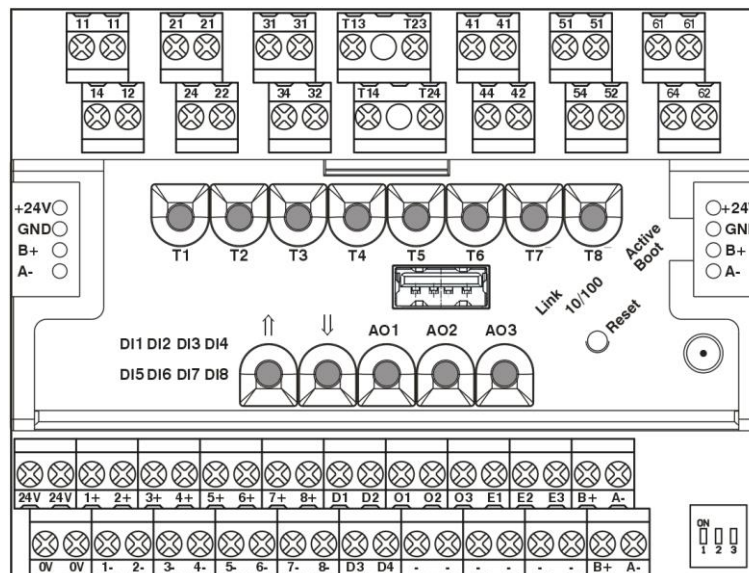 11 11 21 21 31 31 T13 T23 41 41 51 51 61 61
14 12 24 22 34 32 T14 T24 44 42 54 52 64 62
+24V
GND
B+
A-
T1 T2 T3 T4 T5 T6 T7 T8
Active
Boot
Link
10/100
Reset
+24V
GND
B+
A-
DI1 DI2 DI3 DI4
DI5 DI6 DI7 DI8
⇑ ⇓ AO1 AO2 AO3
24V 24V 1+ 2+ 3+ 4+ 5+ 6+ 7+ 8+ D1 D2 O1 O2 O3 E1 E2 E3 B+ A-
0V 0V 1- 2- 3- 4- 5- 6- 7- 8- D3 D4 - - - - - - B+ A-
ON
1 2 3